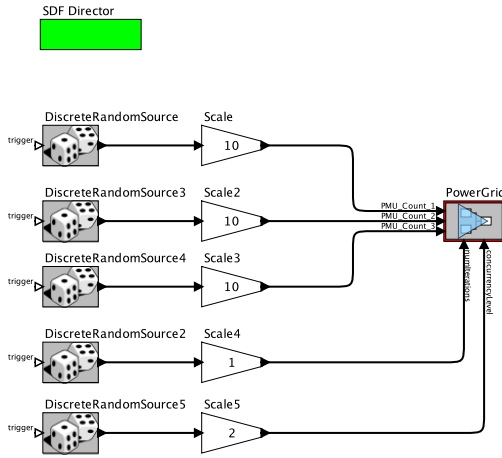 SDF Director
DiscreteRandomSource Scale
trigger 10
DiscreteRandomSource3 Scale2 PowerGrid
trigger 10 PMU_Count_1
PMU_Count_2
PMU_Count_3
DiscreteRandomSource4 Scale3
trigger 10
numIterations
concurrencyLevel
DiscreteRandomSource2 Scale4
trigger 1
DiscreteRandomSource5 Scale5
trigger 2